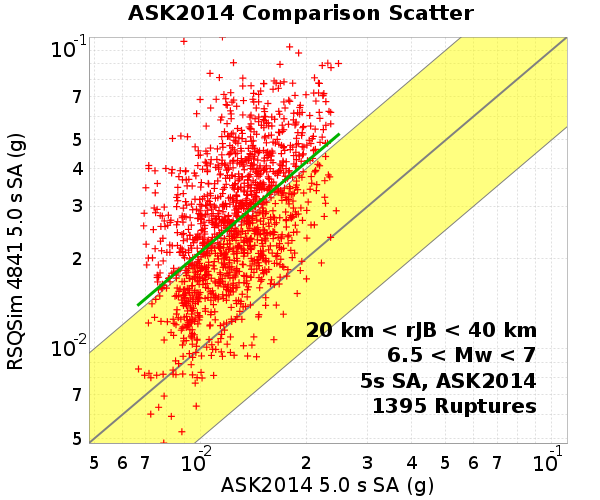 ASK2014 Comparison Scatter
RSQSim 4841 5.0 s SA (g)
10-1
7
5
4
3
2
10-2
7
5
20 km < rJB < 40 km
6.5 < Mw < 7
5s SA, ASK2014
1395 Ruptures
5 6 7 10-2 2 3 4 5 6 7 10-1
ASK2014 5.0 s SA (g)